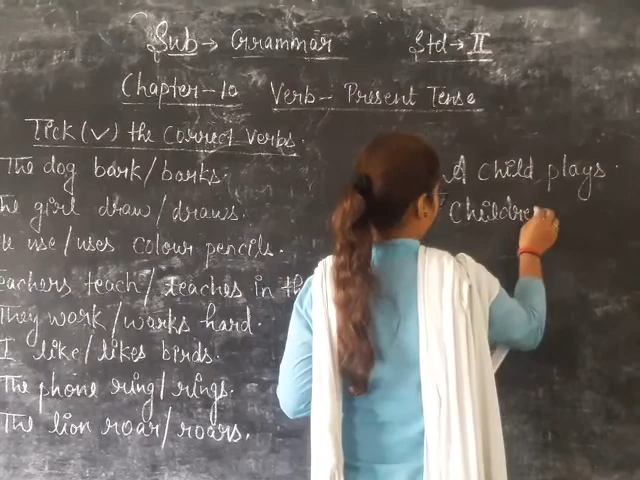 Sub → Grammar Std → II
Chapter-10 Verb - Present Tense
Tick (✓) the correct verbs.
The dog bark/barks.
he girl draw/draws.
e use/uses colour pencils.
eachers teach/teaches in th
They work/works hard.
I like/likes birds.
The phone ring/rings.
The lion roar/roars.
A child plays.
Childre